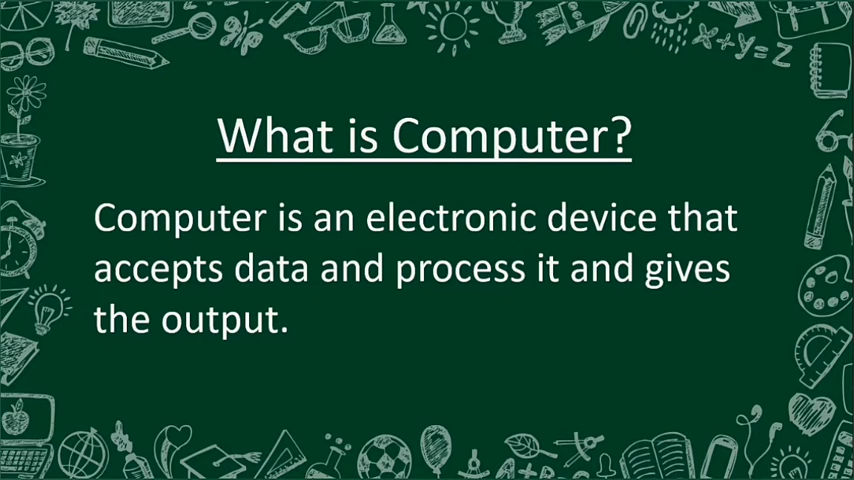 x+y=z
What is Computer?
Computer is an electronic device that
accepts data and process it and gives
the output.